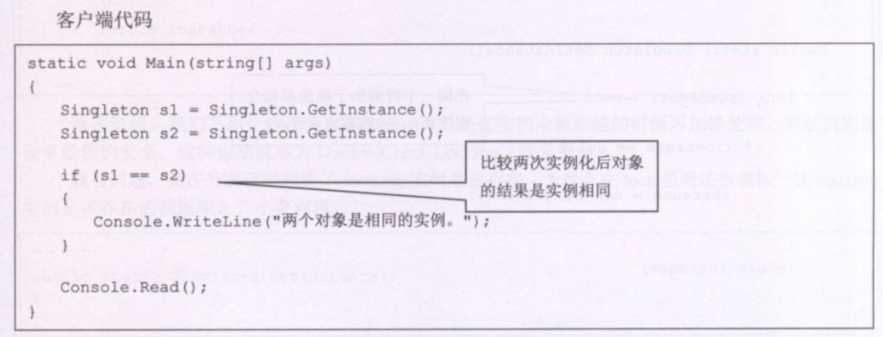 客户端代码
static void Main(string[] args)
{
Singleton s1 = Singleton.GetInstance();
Singleton s2 = Singleton.GetInstance();
if (s1 == s2)
比较两次实例化后对象
的结果是实例相同
{
Console.WriteLine("两个对象是相同的实例。");
}
Console.Read();
}